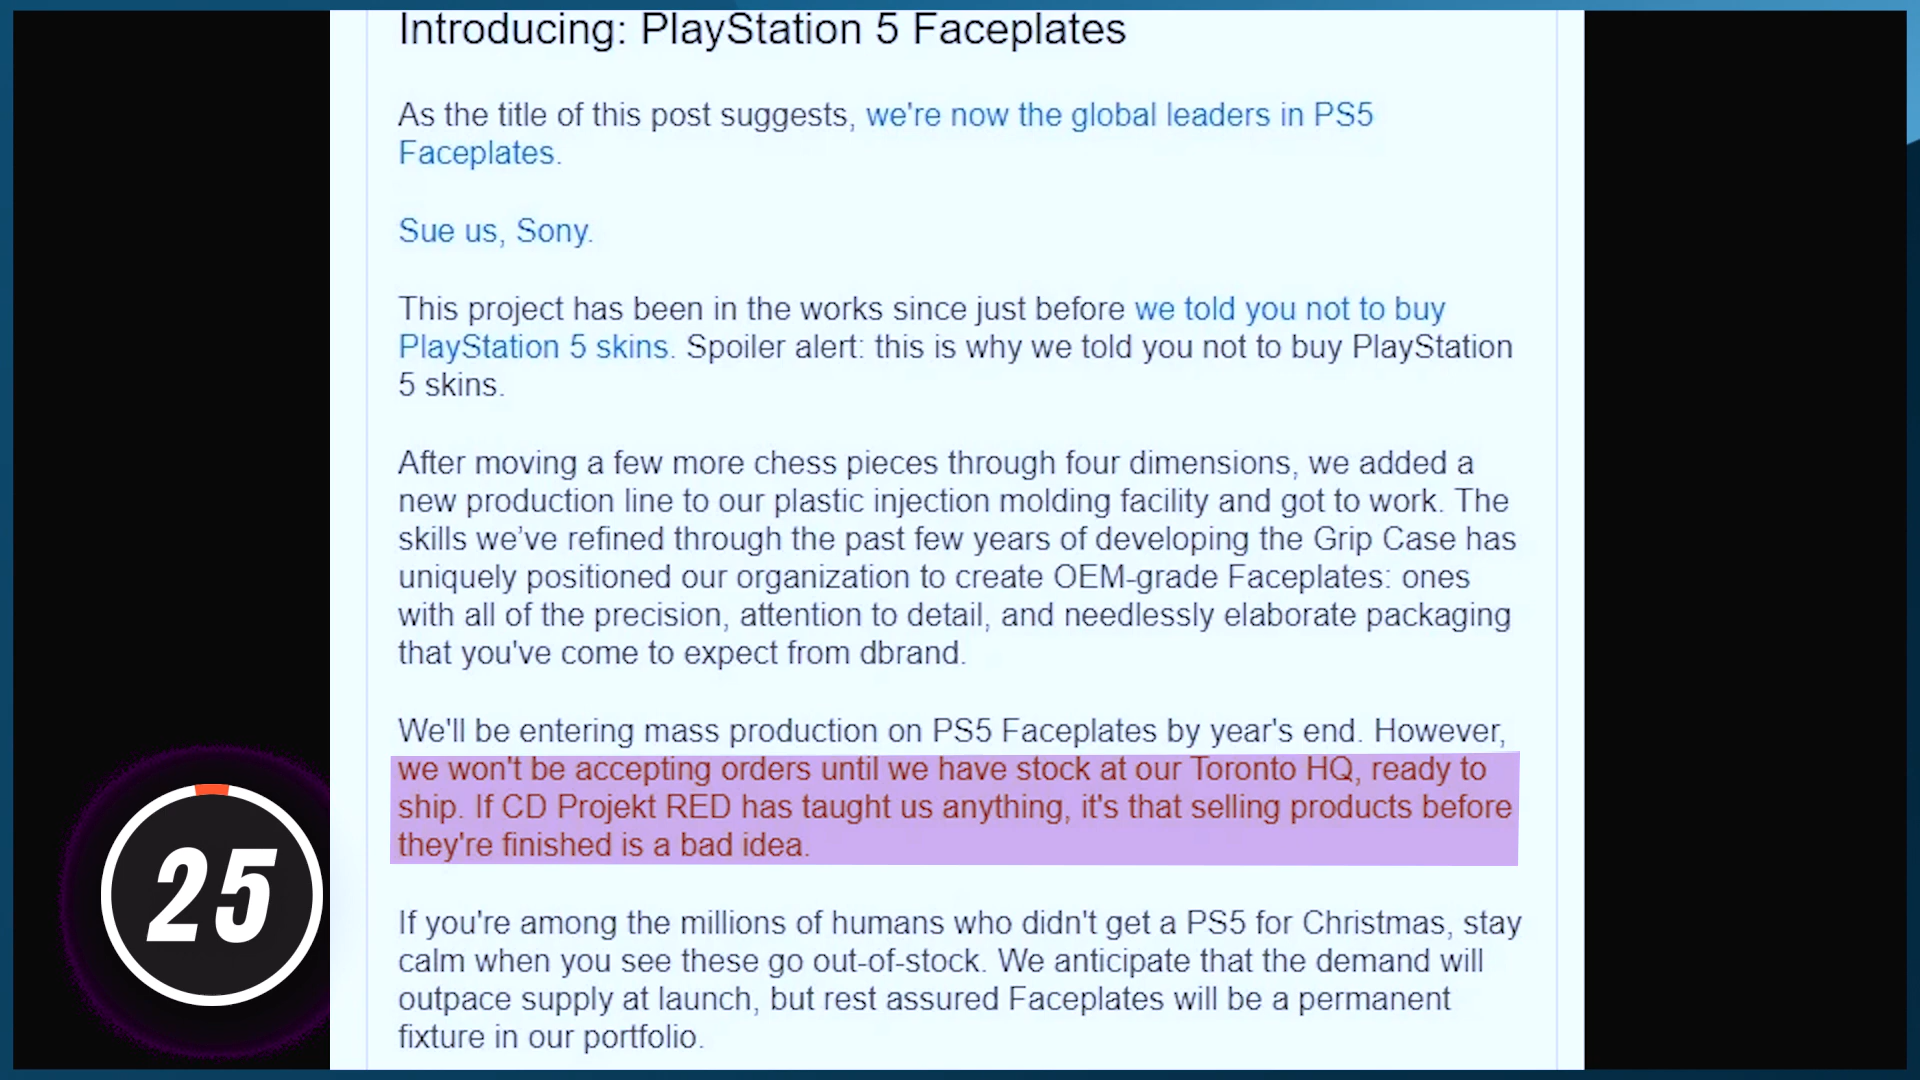 Introducing: PlayStation 5 Faceplates
As the title of this post suggests, we're now the global leaders in PS5
Faceplates.
Sue us, Sony.
This project has been in the works since just before we told you not to buy
PlayStation 5 skins. Spoiler alert: this is why we told you not to buy PlayStation
5 skins.
After moving a few more chess pieces through four dimensions, we added a
new production line to our plastic injection molding facility and got to work. The
skills we've refined through the past few years of developing the Grip Case has
uniquely positioned our organization to create OEM-grade Faceplates: ones
with all of the precision, attention to detail, and needlessly elaborate packaging
that you've come to expect from dbrand.
We'll be entering mass production on PS5 Faceplates by year's end. However,
we won't be accepting orders until we have stock at our Toronto HQ, ready to
ship. If CD Projekt RED has taught us anything, it's that selling products before
they're finished is a bad idea.
If you're among the millions of humans who didn't get a PS5 for Christmas, stay
calm when you see these go out-of-stock. We anticipate that the demand will
outpace supply at launch, but rest assured Faceplates will be a permanent
fixture in our portfolio.
25